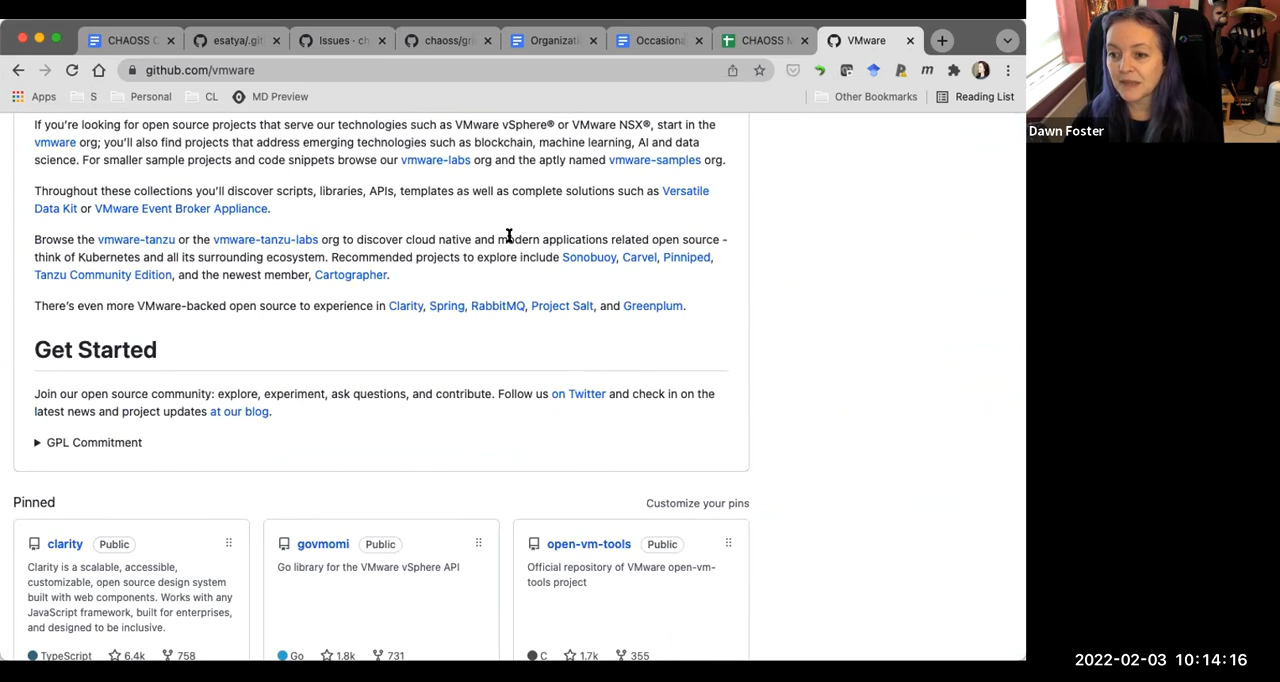 CHAOSS C
esatya/.git
Issues · ch
chaoss/gri
Organizati
Occasiona
CHAOSS M
VMware
github.com/vmware
Apps
S
Personal
CL
MD Preview
Other Bookmarks
Reading List
If you're looking for open source projects that serve our technologies such as VMware vSphere® or VMware NSX®, start in the
vmware org; you'll also find projects that address emerging technologies such as blockchain, machine learning, AI and data
science. For smaller sample projects and code snippets browse our vmware-labs org and the aptly named vmware-samples org.
Throughout these collections you'll discover scripts, libraries, APIs, templates as well as complete solutions such as Versatile
Data Kit or VMware Event Broker Appliance.
Browse the vmware-tanzu or the vmware-tanzu-labs org to discover cloud native and modern applications related open source -
think of Kubernetes and all its surrounding ecosystem. Recommended projects to explore include Sonobuoy, Carvel, Pinniped,
Tanzu Community Edition, and the newest member, Cartographer.
There's even more VMware-backed open source to experience in Clarity, Spring, RabbitMQ, Project Salt, and Greenplum.
Get Started
Join our open source community: explore, experiment, ask questions, and contribute. Follow us on Twitter and check in on the
latest news and project updates at our blog.
GPL Commitment
Pinned
Customize your pins
clarity Public
Clarity is a scalable, accessible,
customizable, open source design system
built with web components. Works with any
JavaScript framework, built for enterprises,
and designed to be inclusive.
TypeScript 6.4k 758
govmomi Public
Go library for the VMware vSphere API
Go 1.8k 731
open-vm-tools Public
Official repository of VMware open-vm-
tools project
C 1.7k 355
Dawn Foster
2022-02-03 10:14:16